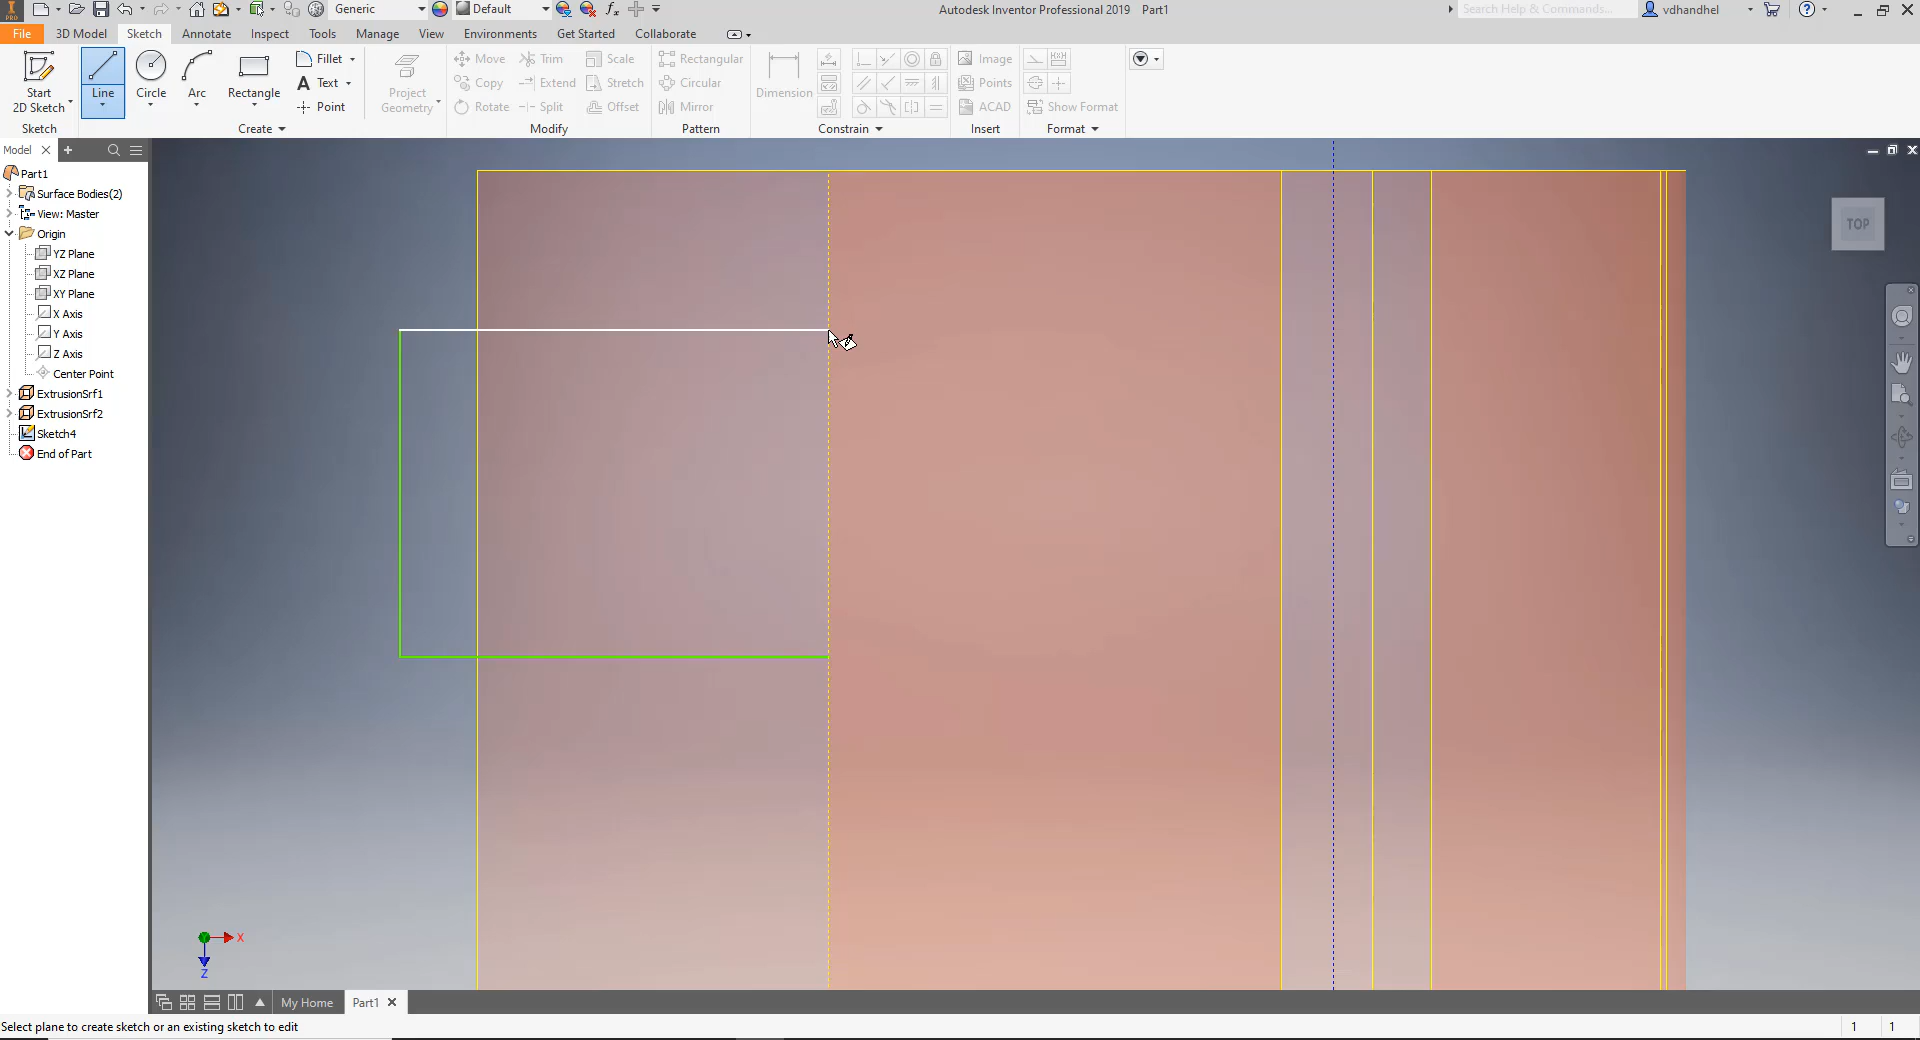 Generic
Default
fx
Autodesk Inventor Professional 2019 Part1
Search Help & Commands...
vdhandhel
PRO
File 3D Model Sketch Annotate Inspect Tools Manage View Environments Get Started Collaborate
Start
2D Sketch
Line
Circle
Arc
Rectangle
Fillet
Text
Point
Project
Geometry
Move
Copy
Rotate
Trim
Extend
Split
Scale
Stretch
Offset
Rectangular
Circular
Mirror
Dimension
Image
Points
ACAD
Show Format
Sketch
Create
Modify
Pattern
Constrain
Insert
Format
Model
Part1
Surface Bodies(2)
View: Master
Origin
YZ Plane
XZ Plane
XY Plane
X Axis
Y Axis
Z Axis
Center Point
ExtrusionSrf1
ExtrusionSrf2
Sketch4
End of Part
TOP
X
Z
My Home
Part1
Select plane to create sketch or an existing sketch to edit
1 1